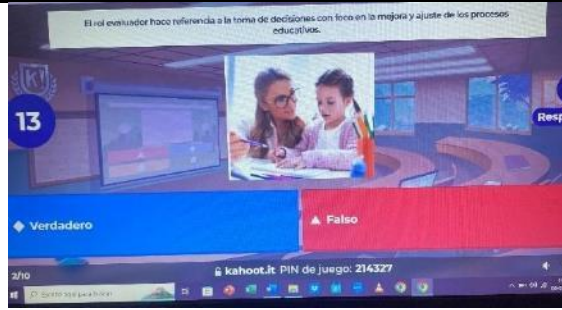 El rol evaluador hace referencia a la toma de decisiones con foco en la mejora y ajuste de los procesos
educativos.
13
Resp
Verdadero
Falso
2/10
kahoot.it PIN de juego: 214327